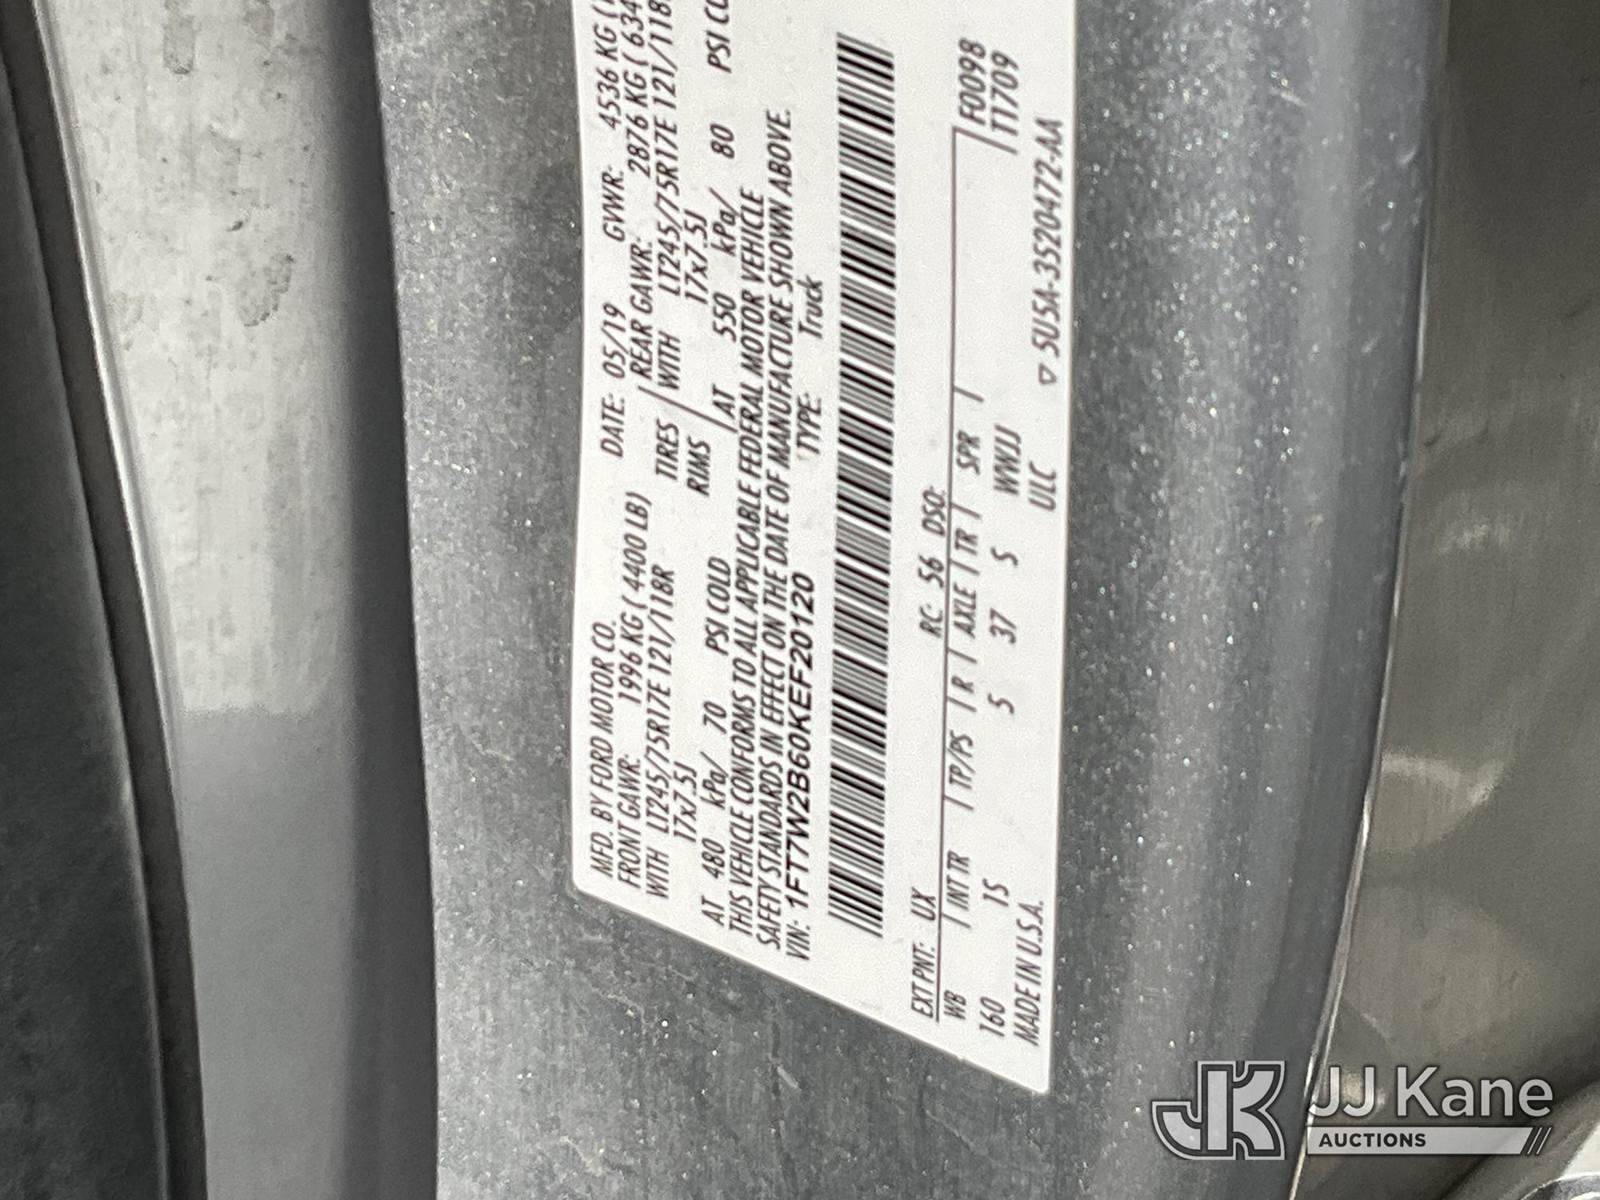 MFD. BY FORD MOTOR CO. DATE: 05/19 GVWR: 4536 KG
FRONT GAWR: 1996 KG ( 4400 LB) REAR GAWR: 2876 KG (
WITH LT245/75R17E 121/118R TIRES WITH LT245/75R17E 121/118
17x7.5J RIMS 17x7.5J
AT 480 kPa/ 70 PSI COLD AT 550 kPa/ 80 PSI
THIS VEHICLE CONFORMS TO ALL APPLICABLE FEDERAL MOTOR VEHICLE
SAFETY STANDARDS IN EFFECT ON THE DATE OF MANUFACTURE SHOWN ABOVE.
VIN: 1FT7W2B60KEF20120 TYPE: Truck
EXT PNT: UX RC: 56 DSO: F0098
WB | INT TR | TP/PS | R | AXLE | TR | SPR | T1709
160 15 5 37 5 WWJJ
MADE IN U.S.A. ULC ▽ 5U5A-3520472-AA
JK JJ Kane
AUCTIONS